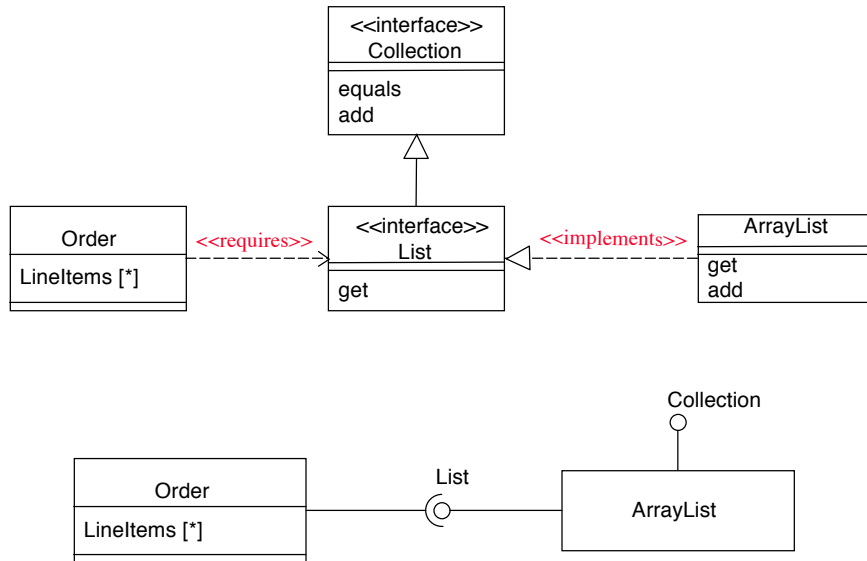 <<interface>>
Collection
equals
add
Order
LineItems [*]
<<requires>>
<<interface>>
List
get
<<implements>>
ArrayList
get
add
Collection
Order
LineItems [*]
List
ArrayList